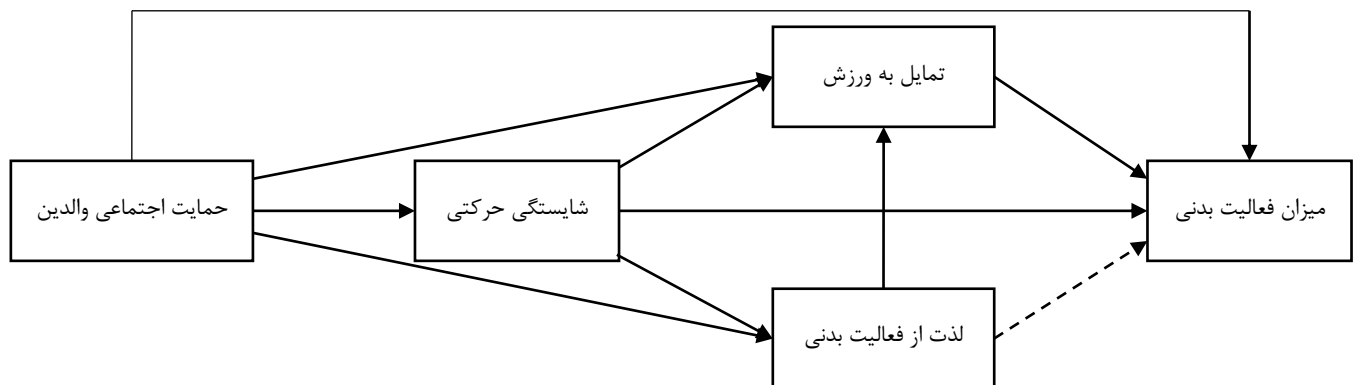 تمایل به ورزش
حمایت اجتماعی والدین
شایستگی حرکتی
میزان فعالیت بدنی
لذت از فعالیت بدنی